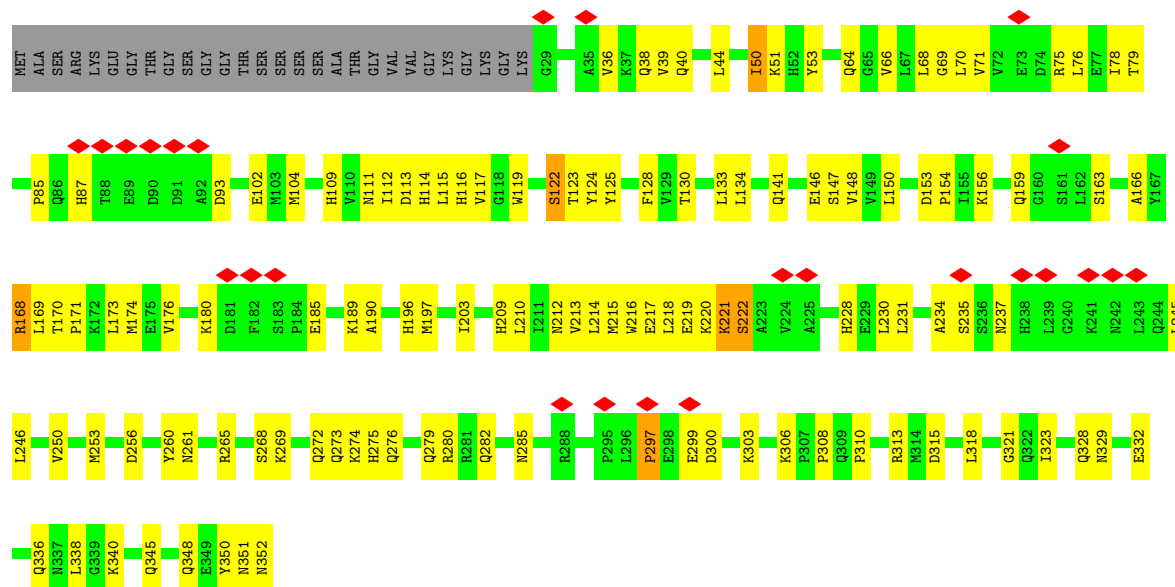 MET ALA SER ARG LYS GLU GLY THR GLY SER GLY THR SER SER SER SER SER ALA THR GLY VAL VAL GLY LYS GLY LYS GLY LYS G29 A35 V36 K37 Q38 V39 Q40 L44 I50 K51 H52 Y53 Q64 G65 V66 L67 L68 G69 L70 V71 V72 E73 D74 R75 L76 E77 I78 T79
P85 Q86 H87 T88 E89 D90 D91 A92 D93 E102 M103 M104 H109 V110 N111 I112 D113 H114 L115 H116 V117 G118 W119 S122 T123 Y124 Y125 F128 V129 T130 L133 L134 Q141 E146 S147 V148 V149 L150 D153 P154 I155 K156 Q159 G160 S161 L162 S163 A166 Y167
R168 L169 T170 P171 K172 L173 M174 E175 V176 K180 D181 F182 S183 P184 E185 K189 A190 H196 M197 I203 H209 L210 I211 N212 V213 L214 M215 W216 E217 L218 E219 K220 K221 S222 A223 V224 A225 H228 E229 L230 L231 A234 S235 S236 N237 H238 L239 G240 K241 N242 L243 Q244
L246 V250 M253 D256 Y260 N261 R265 S268 K269 Q272 Q273 K274 H275 Q276 Q279 R280 R281 Q282 N285 R288 P295 L296 P297 E298 E299 D300 K303 K306 P307 P308 Q309 P310 R313 M314 D315 L318 G321 Q322 I323 Q328 N329 E332
Q336 N337 L338 G339 K340 Q345 Q348 E349 Y350 N351 N352